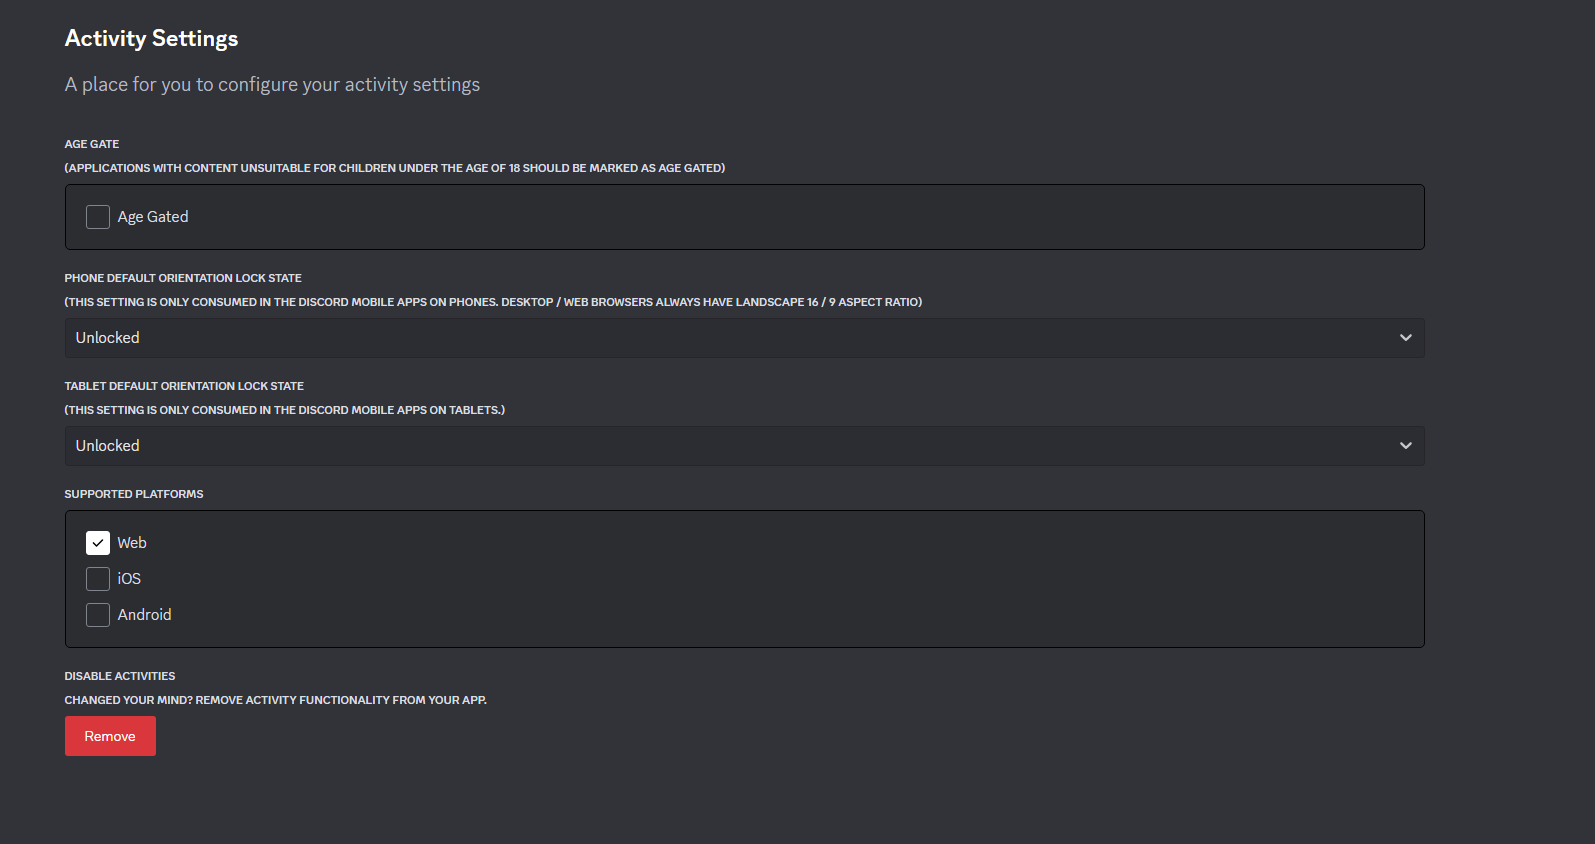 Activity Settings
A place for you to configure your activity settings
AGE GATE
(APPLICATIONS WITH CONTENT UNSUITABLE FOR CHILDREN UNDER THE AGE OF 18 SHOULD BE MARKED AS AGE GATED)
Age Gated
PHONE DEFAULT ORIENTATION LOCK STATE
(THIS SETTING IS ONLY CONSUMED IN THE DISCORD MOBILE APPS ON PHONES. DESKTOP / WEB BROWSERS ALWAYS HAVE LANDSCAPE 16 / 9 ASPECT RATIO)
Unlocked
TABLET DEFAULT ORIENTATION LOCK STATE
(THIS SETTING IS ONLY CONSUMED IN THE DISCORD MOBILE APPS ON TABLETS.)
Unlocked
SUPPORTED PLATFORMS
Web
iOS
Android
DISABLE ACTIVITIES
CHANGED YOUR MIND? REMOVE ACTIVITY FUNCTIONALITY FROM YOUR APP.
Remove